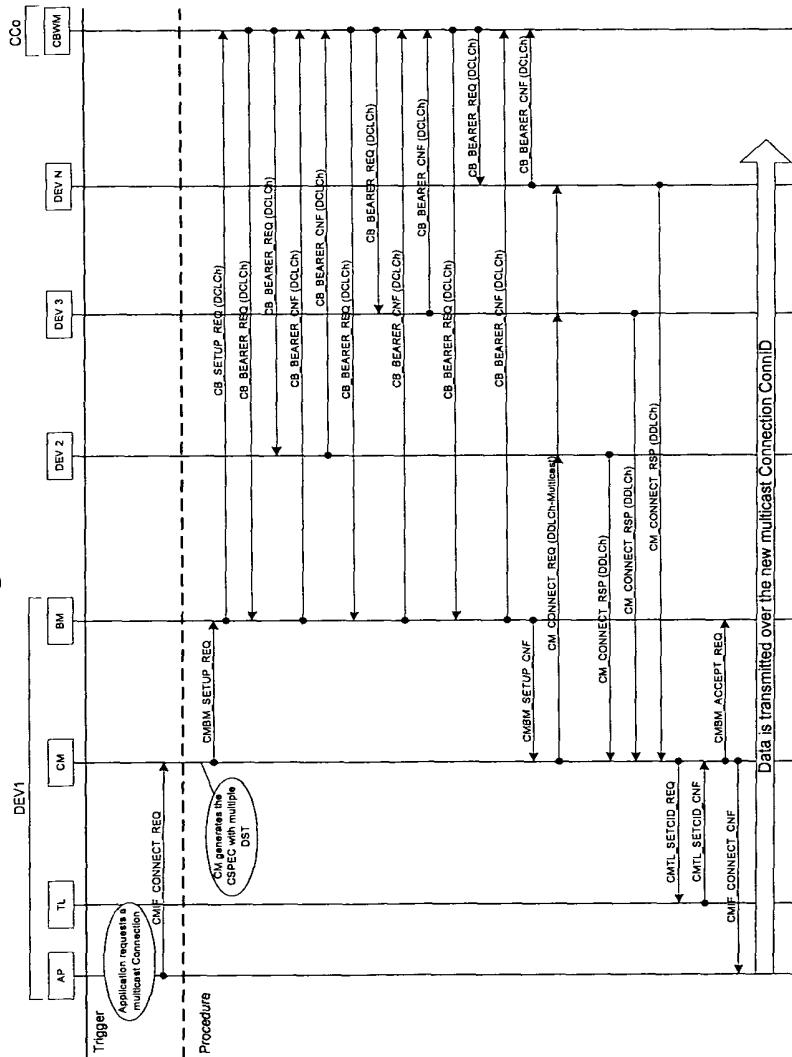 DEV1
CCo
AP
TL
CM
BM
DEV 2
DEV 3
DEV N
CBWM
Trigger
Application requests a
multicast Connection
CMIF_CONNECT_REQ
Procedure
CM generates the
CSPEC with multiple
DST
CMBM_SETUP_REQ
CB_SETUP_REQ (DCLCh)
CB_BEARER_REQ (DCLCh)
CB_BEARER_REQ (DCLCh)
CB_BEARER_CNF (DCLCh)
CB_BEARER_CNF (DCLCh)
CB_BEARER_REQ (DCLCh)
CB_BEARER_REQ (DCLCh)
CB_BEARER_CNF (DCLCh)
CB_BEARER_CNF (DCLCh)
CB_BEARER_REQ (DCLCh)
CB_BEARER_REQ (DCLCh)
CB_BEARER_CNF (DCLCh)
CB_BEARER_CNF (DCLCh)
CMBM_SETUP_CNF
CM_CONNECT_REQ (DDLCh-Multicast)
CM_CONNECT_RSP (DDLCh)
CM_CONNECT_RSP (DDLCh)
CM_CONNECT_RSP (DDLCh)
CMTL_SETCID_REQ
CMTL_SETCID_CNF
CMBM_ACCEPT_REQ
CMIF_CONNECT_CNF
Data is transmitted over the new multicast Connection ConnID